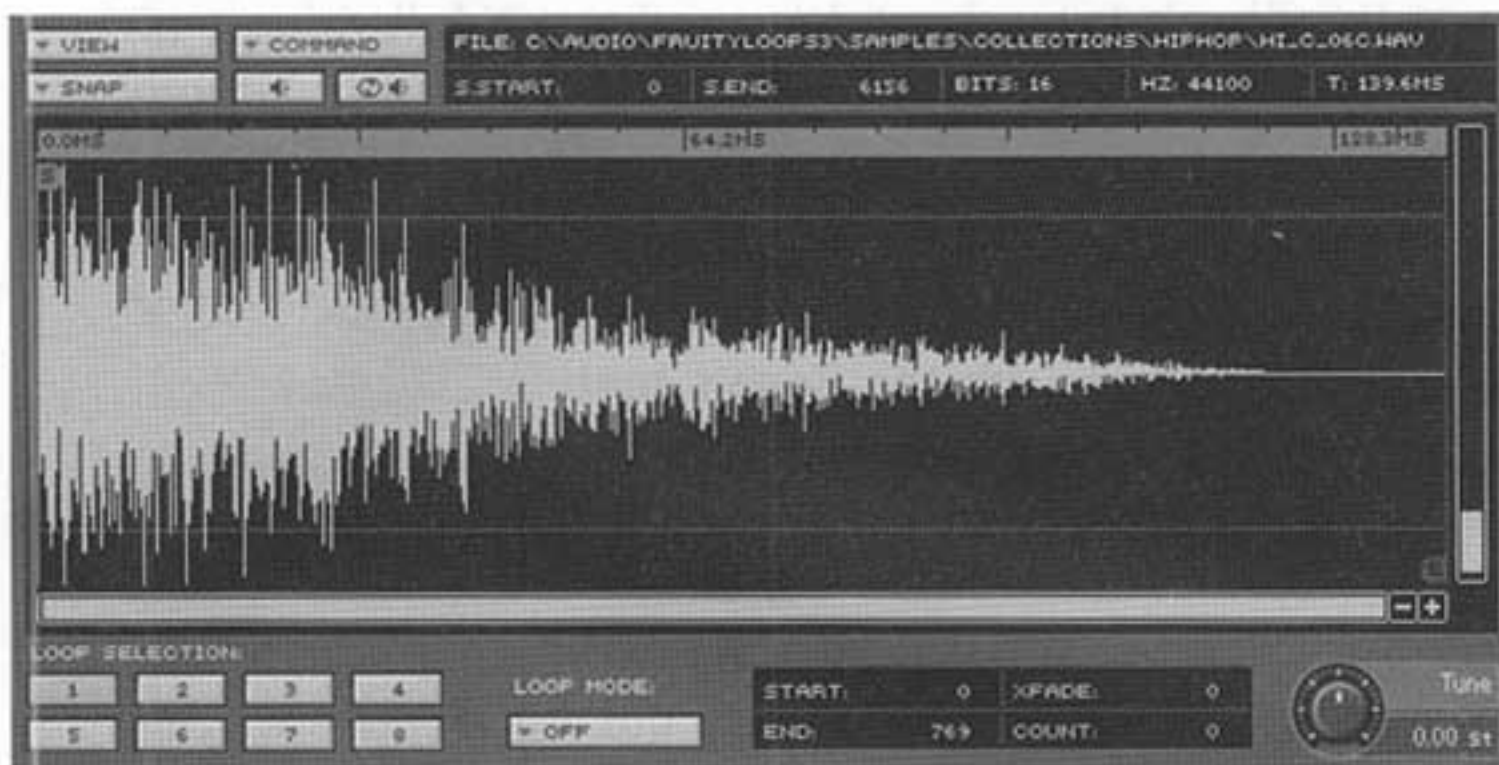 VIEW
COMMAND
FILE: C:\AUDIO\FRUITYLOOPS3\SAMPLES\COLLECTIONS\HIPHOP\HI_C_06C.WAV
SNAP
S.START: 0
S.END: 6156
BITS: 16
HZ: 44100
T: 139.6MS
0.0MS
64.2MS
128.3MS
S
LOOP SELECTION:
1 2 3 4
5 6 7 8
LOOP MODE:
OFF
START: 0
XFADE: 0
END: 769
COUNT: 0
Tune
0.00 st